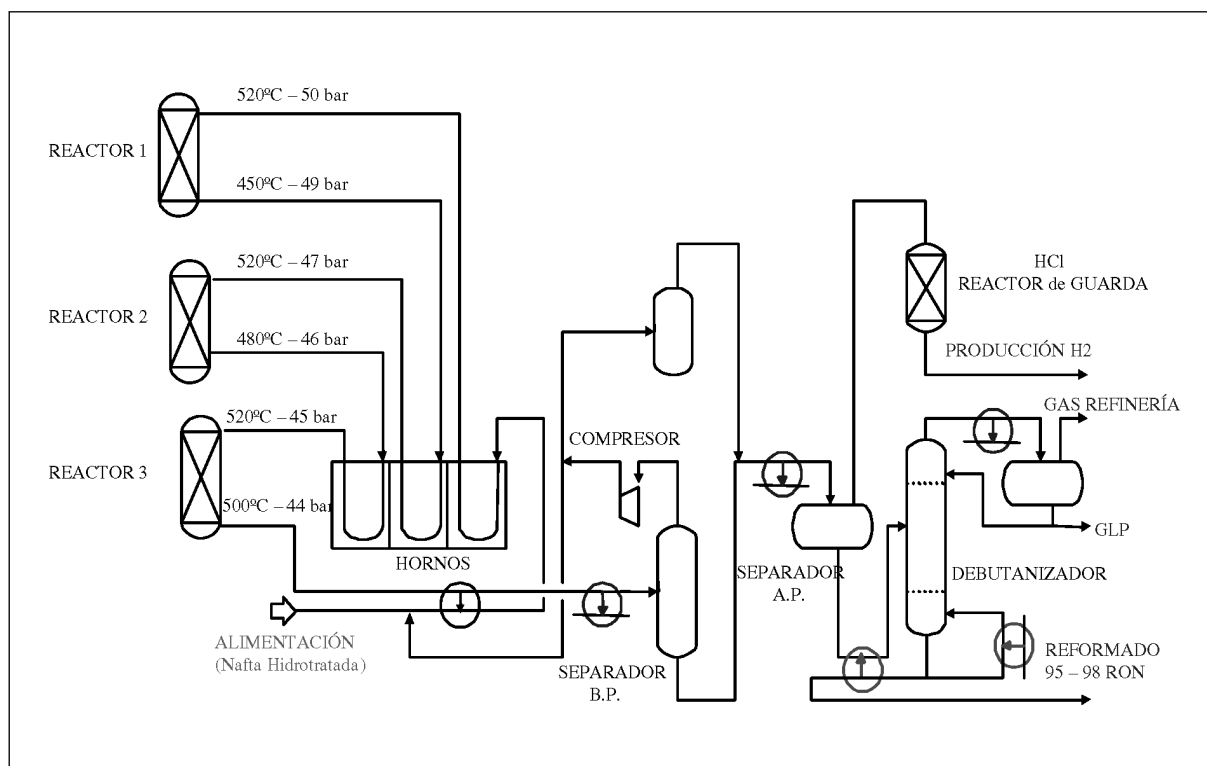 520ºC – 50 bar
REACTOR 1
450ºC – 49 bar
520ºC – 47 bar
REACTOR 2
480ºC – 46 bar
520ºC – 45 bar
REACTOR 3
500ºC – 44 bar
HORNOS
ALIMENTACIÓN
(Nafta Hidrotratada)
COMPRESOR
SEPARADOR
B.P.
SEPARADOR
A.P.
HCl
REACTOR de GUARDA
PRODUCCIÓN H2
GAS REFINERÍA
GLP
DEBUTANIZADOR
REFORMADO
95 – 98 RON